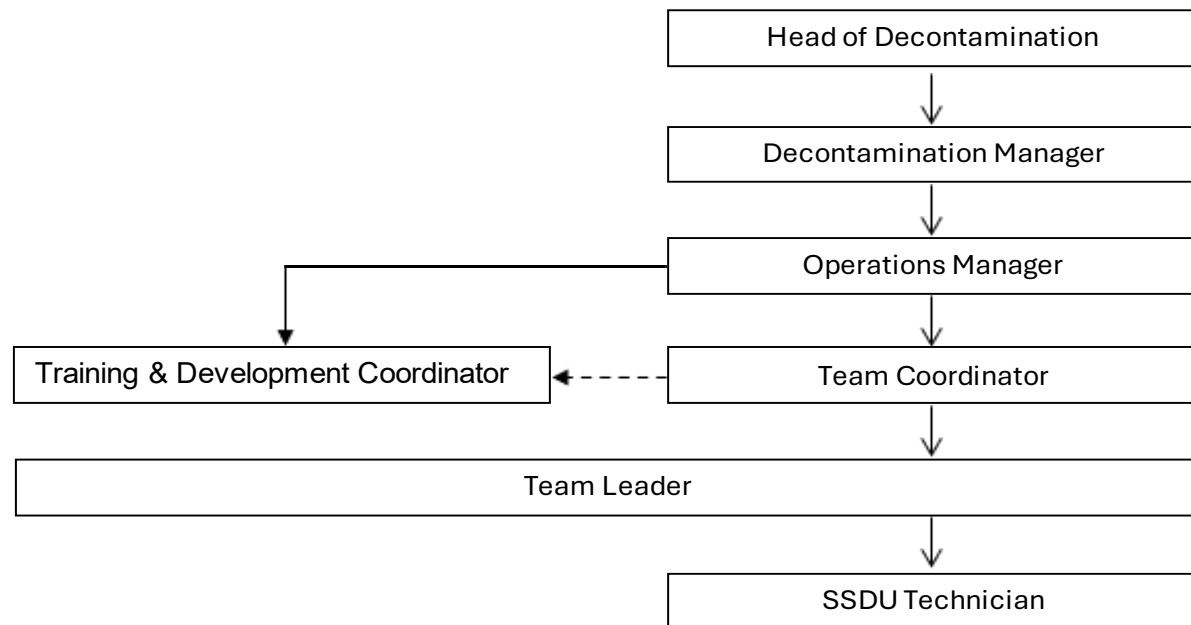 Head of Decontamination
Decontamination Manager
Operations Manager
Training & Development Coordinator
Team Coordinator
Team Leader
SSDU Technician